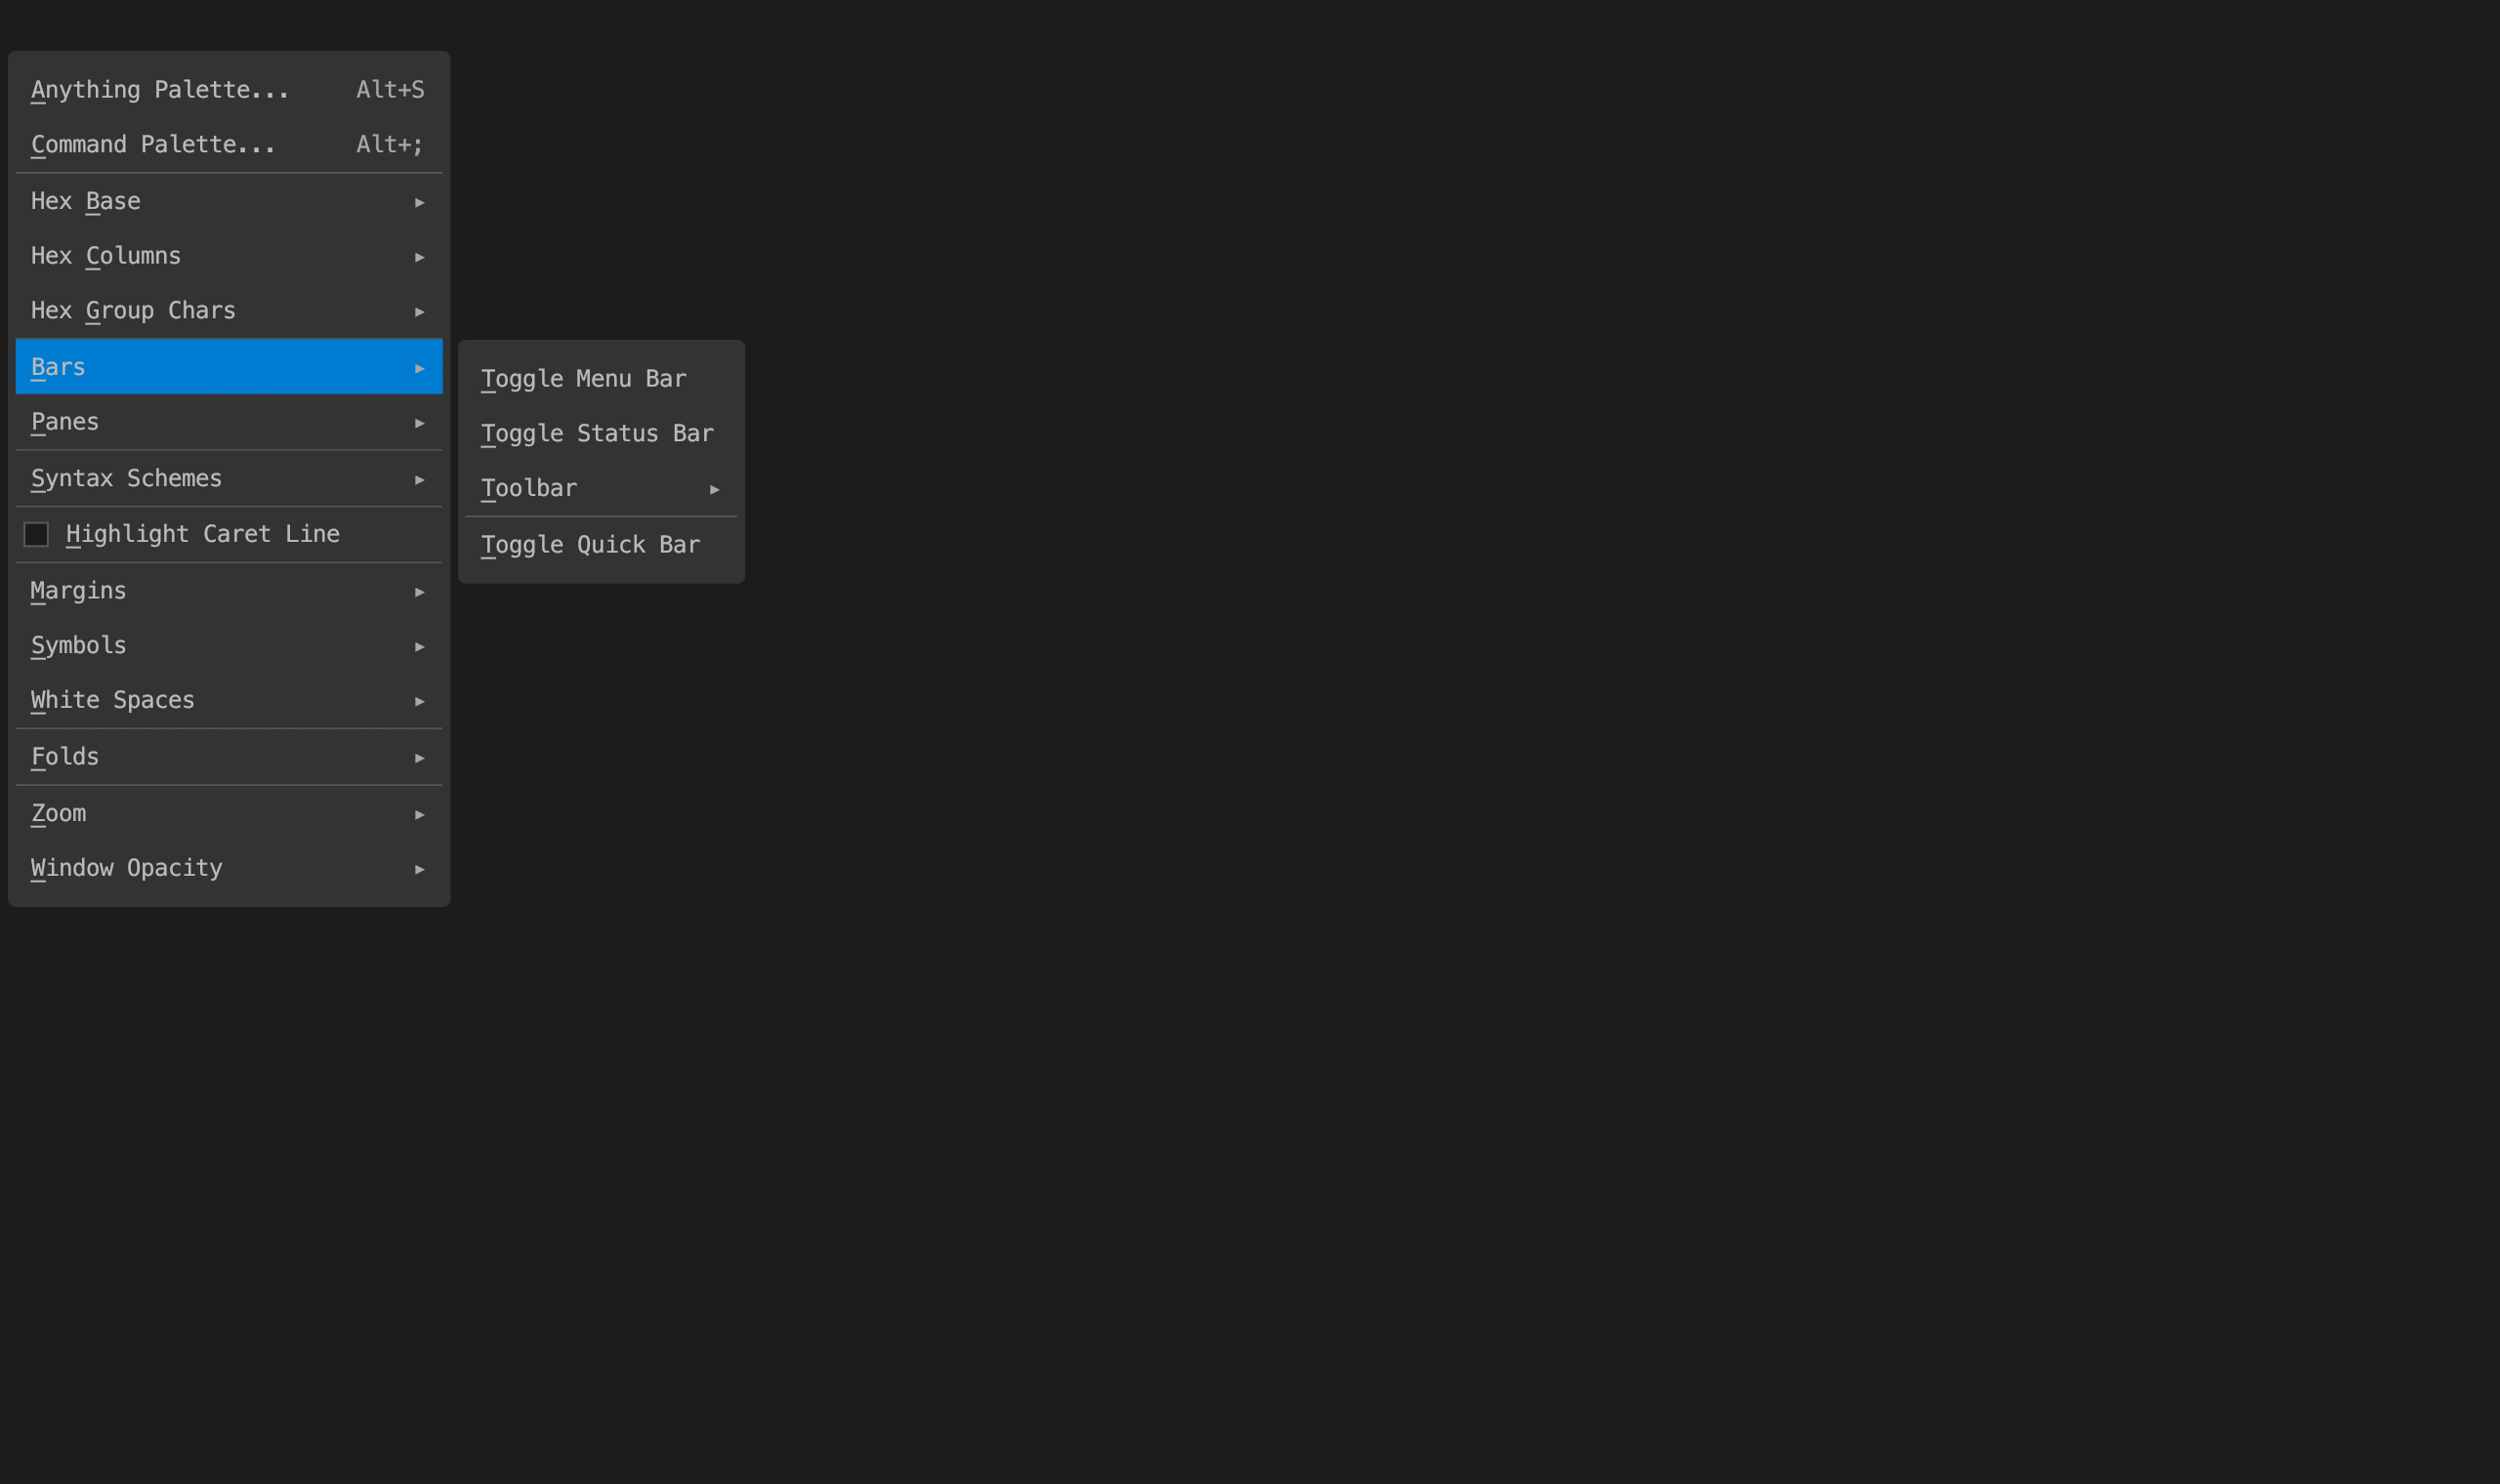 Anything Palette... Alt+S
Command Palette... Alt+;
Hex Base
Hex Columns
Hex Group Chars
Bars
Panes
Syntax Schemes
Highlight Caret Line
Margins
Symbols
White Spaces
Folds
Zoom
Window Opacity
Toggle Menu Bar
Toggle Status Bar
Toolbar
Toggle Quick Bar